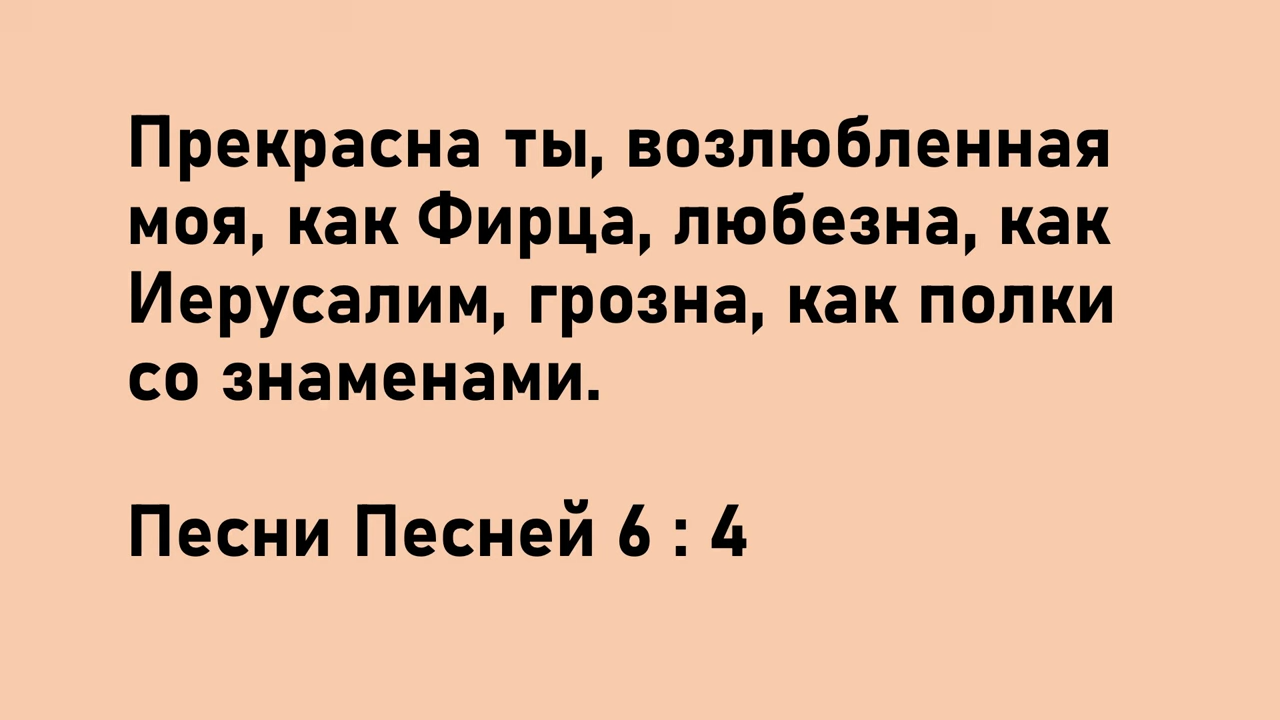 Прекрасна ты, возлюбленная
моя, как Фирца, любезна, как
Иерусалим, грозна, как полки
со знаменами.
Песни Песней 6 : 4